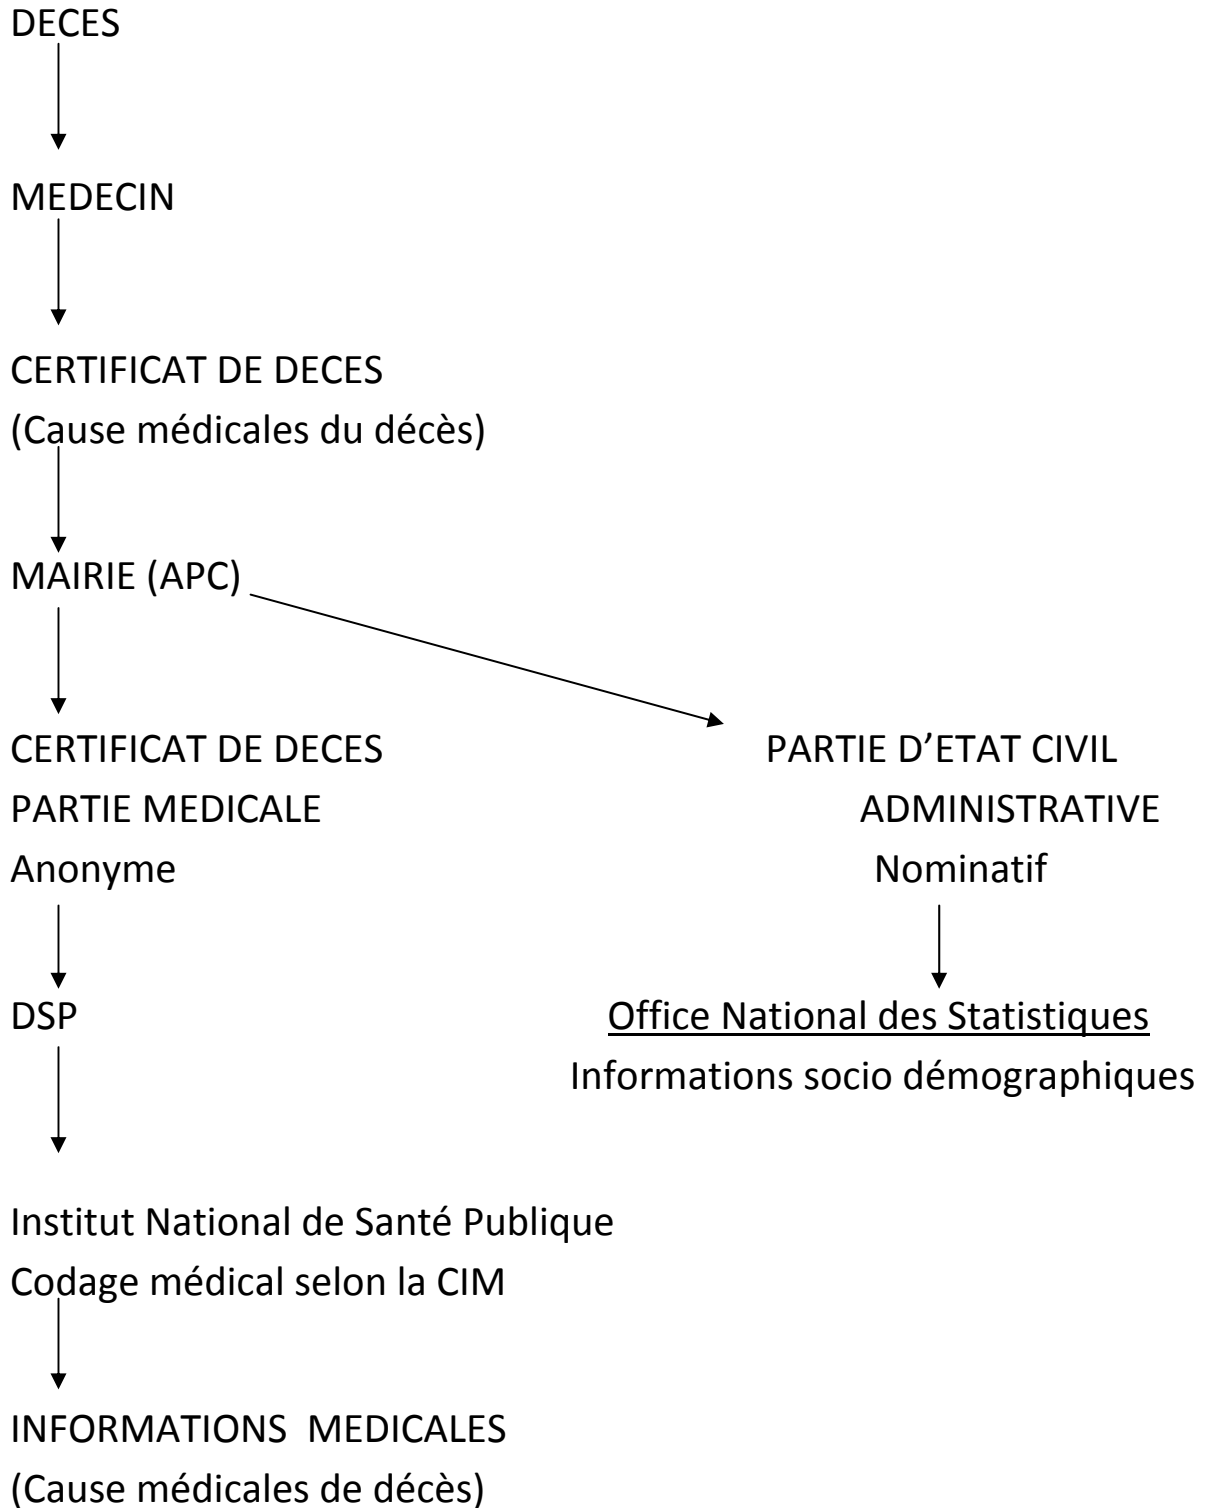 DECES
MEDECIN
CERTIFICAT DE DECES
(Cause médicales du décès)
MAIRIE (APC)
CERTIFICAT DE DECES
PARTIE MEDICALE
Anonyme
PARTIE D’ETAT CIVIL
ADMINISTRATIVE
Nominatif
DSP
Office National des Statistiques
Informations socio démographiques
Institut National de Santé Publique
Codage médical selon la CIM
INFORMATIONS  MEDICALES
(Cause médicales de décès)